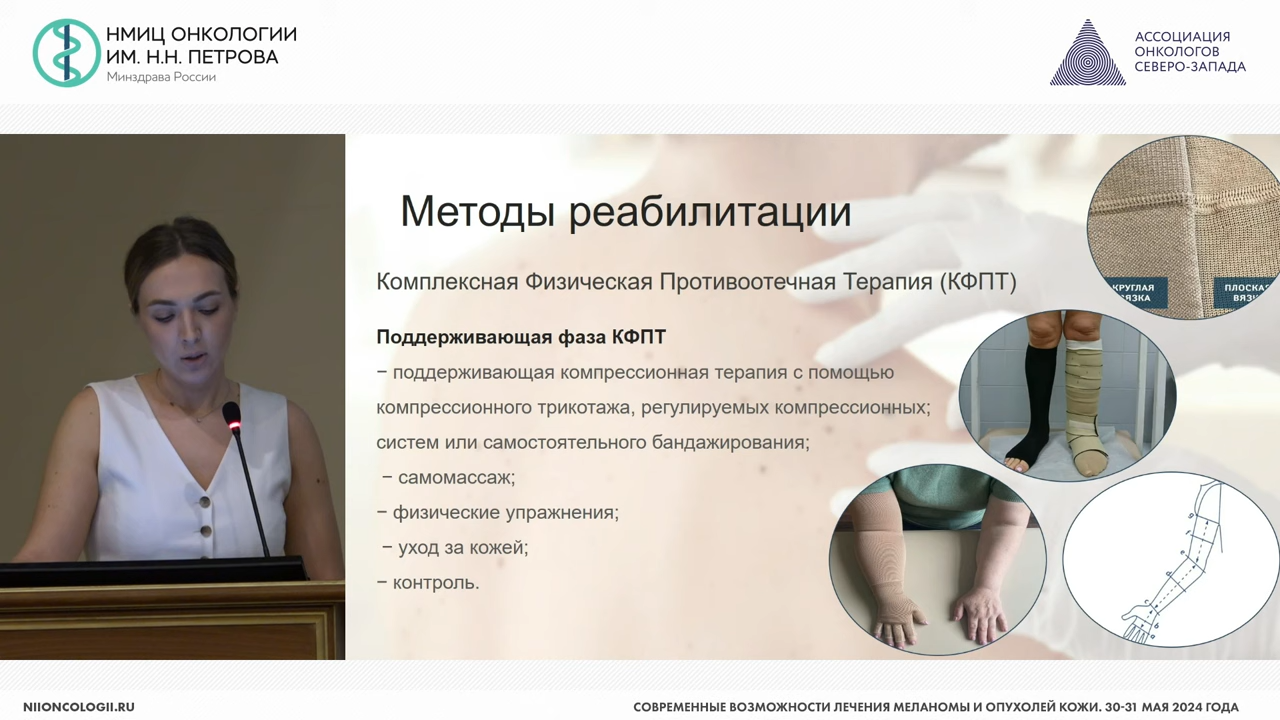 НМИЦ ОНКОЛОГИИ
ИМ. Н.Н. ПЕТРОВА
Минздрава России
АССОЦИАЦИЯ
ОНКОЛОГОВ
СЕВЕРО-ЗАПАДА
Методы реабилитации
Комплексная Физическая Противоотечная Терапия (КФПТ)
Поддерживающая фаза КФПТ
− поддерживающая компрессионная терапия с помощью
компрессионного трикотажа, регулируемых компрессионных;
систем или самостоятельного бандажирования;
− самомассаж;
− физические упражнения;
− уход за кожей;
− контроль.
КРУГЛАЯ
ВЯЗКА
ПЛОСКАЯ
NIIONCOLOGII.RU
СОВРЕМЕННЫЕ ВОЗМОЖНОСТИ ЛЕЧЕНИЯ МЕЛАНОМЫ И ОПУХОЛЕЙ КОЖИ. 30-31 МАЯ 2024 ГОДА